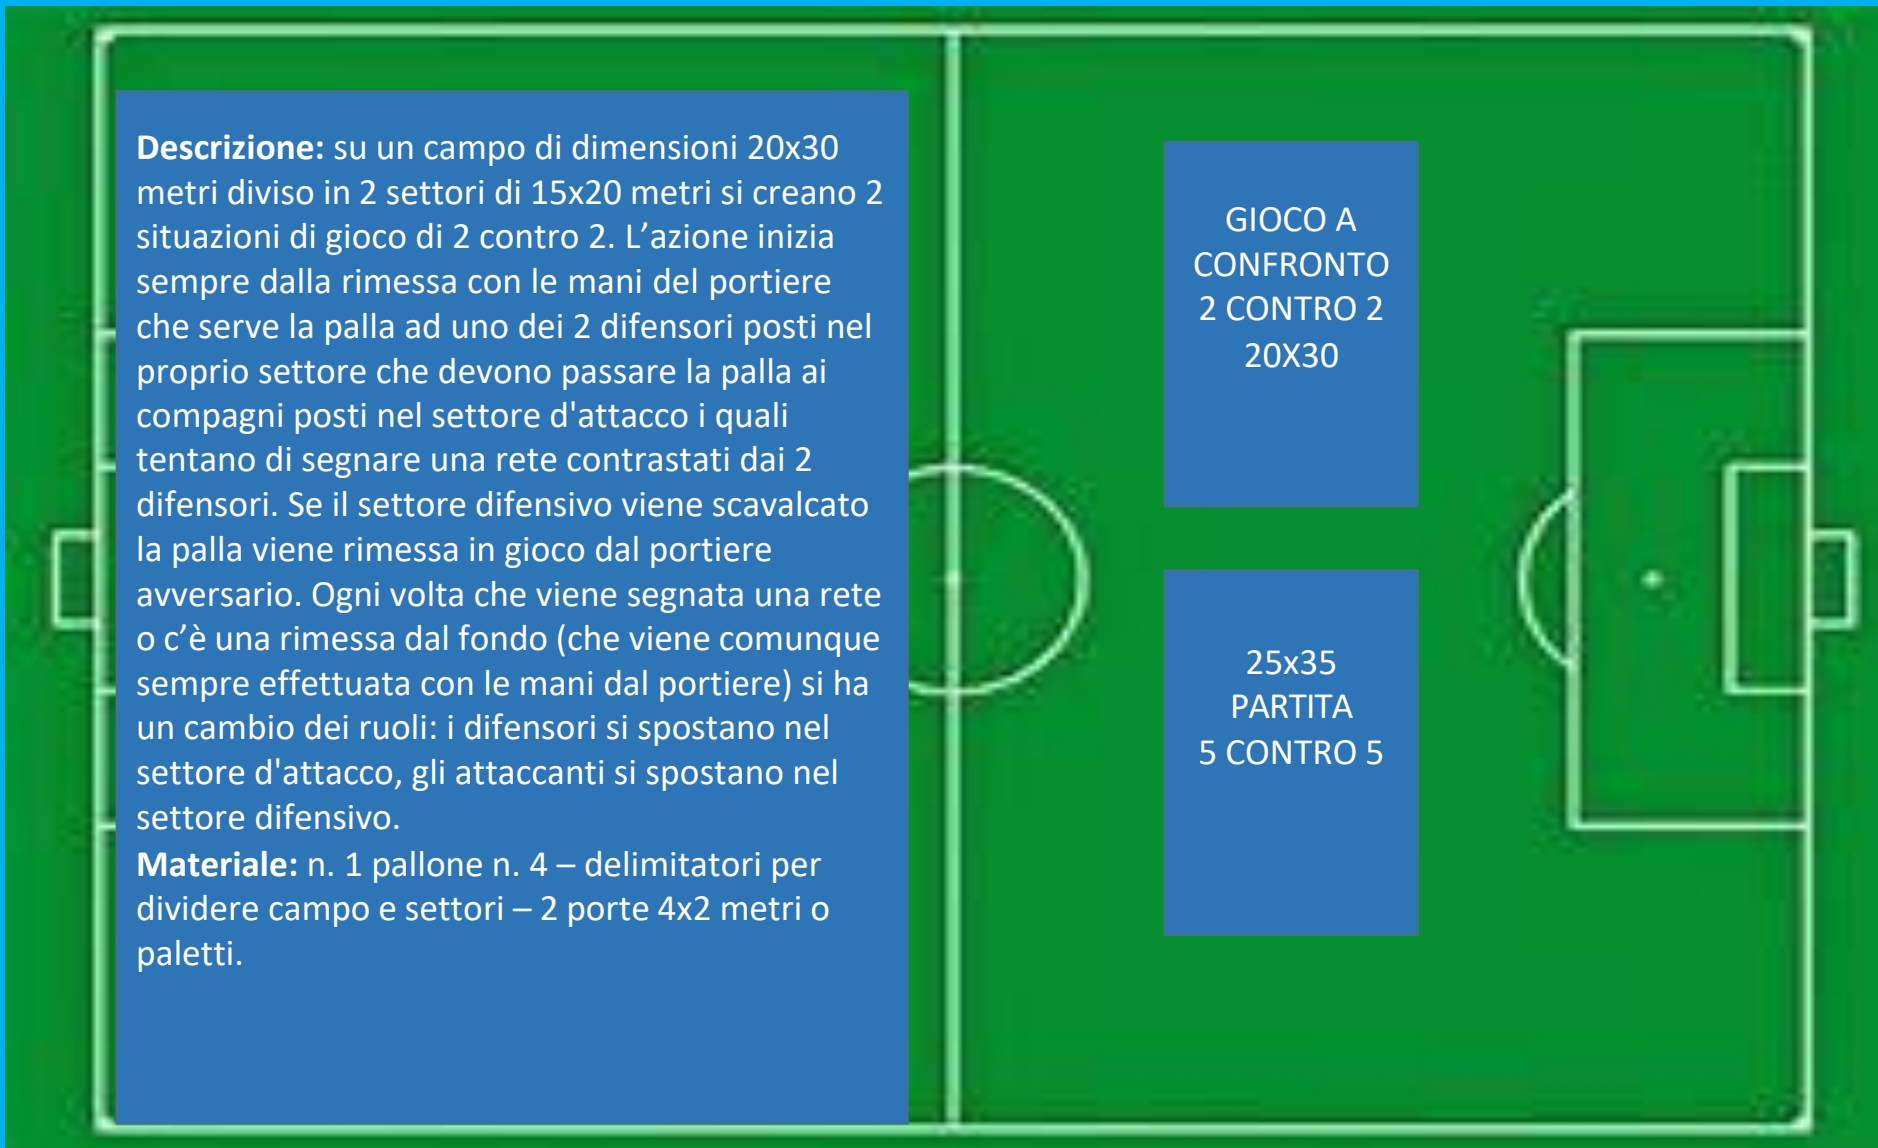 Descrizione: su un campo di dimensioni 20x30
metri diviso in 2 settori di 15x20 metri si creano 2
situazioni di gioco di 2 contro 2. L’azione inizia
sempre dalla rimessa con le mani del portiere
che serve la palla ad uno dei 2 difensori posti nel
proprio settore che devono passare la palla ai
compagni posti nel settore d'attacco i quali
tentano di segnare una rete contrastati dai 2
difensori. Se il settore difensivo viene scavalcato
la palla viene rimessa in gioco dal portiere
avversario. Ogni volta che viene segnata una rete
o c’è una rimessa dal fondo (che viene comunque
sempre effettuata con le mani dal portiere) si ha
un cambio dei ruoli: i difensori si spostano nel
settore d'attacco, gli attaccanti si spostano nel
settore difensivo.
Materiale: n. 1 pallone n. 4 – delimitatori per
dividere campo e settori – 2 porte 4x2 metri o
paletti.
GIOCO A
CONFRONTO
2 CONTRO 2
20X30
25x35
PARTITA
5 CONTRO 5